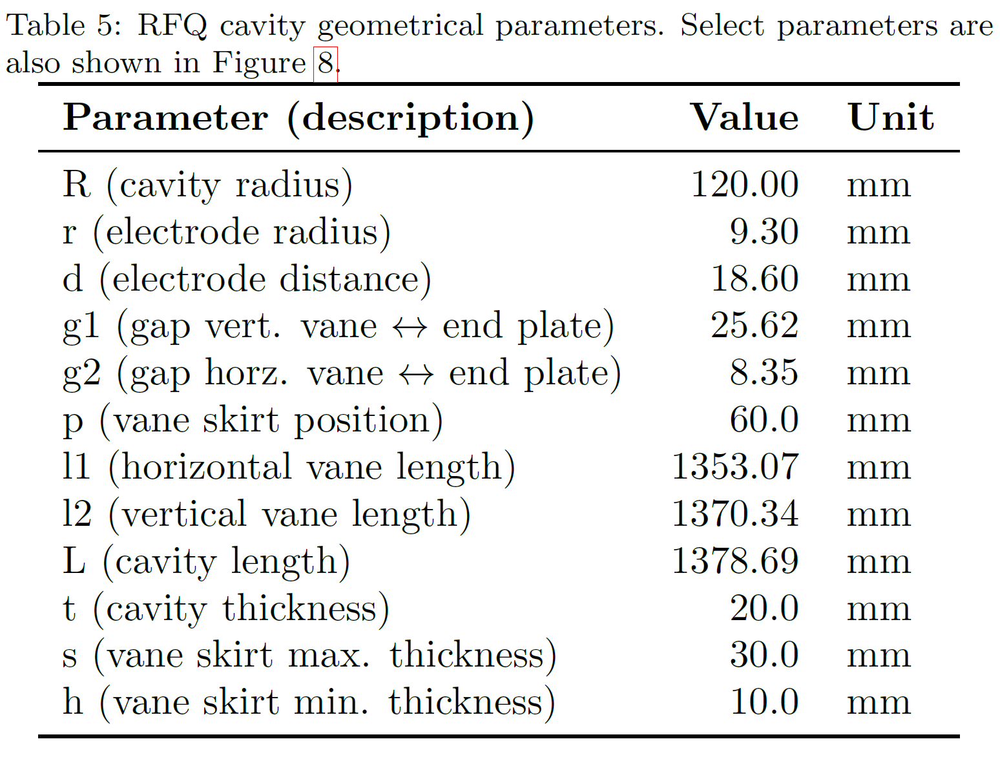 Table 5: RFQ cavity geometrical parameters. Select parameters are
also shown in Figure 8.
Parameter (description) Value Unit
R (cavity radius) 120.00 mm
r (electrode radius) 9.30 mm
d (electrode distance) 18.60 mm
g1 (gap vert. vane ↔ end plate) 25.62 mm
g2 (gap horz. vane ↔ end plate) 8.35 mm
p (vane skirt position) 60.0 mm
l1 (horizontal vane length) 1353.07 mm
l2 (vertical vane length) 1370.34 mm
L (cavity length) 1378.69 mm
t (cavity thickness) 20.0 mm
s (vane skirt max. thickness) 30.0 mm
h (vane skirt min. thickness) 10.0 mm